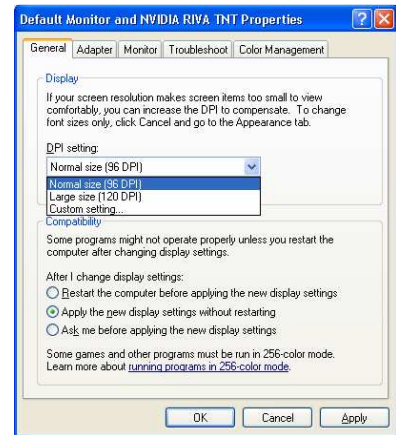 Default Monitor and NVIDIA RIVA TNT Properties
General Adapter Monitor Troubleshoot Color Management
Display
If your screen resolution makes screen items too small to view
comfortably, you can increase the DPI to compensate. To change
font sizes only, click Cancel and go to the Appearance tab.
DPI setting:
Normal size (96 DPI)
Normal size (96 DPI)
Large size (120 DPI)
Custom setting...
Compatibility
Some programs might not operate properly unless you restart the
computer after changing display settings.
After I change display settings:
Restart the computer before applying the new display settings
Apply the new display settings without restarting
Ask me before applying the new display settings
Some games and other programs must be run in 256-color mode.
Learn more about running programs in 256-color mode.
OK Cancel Apply